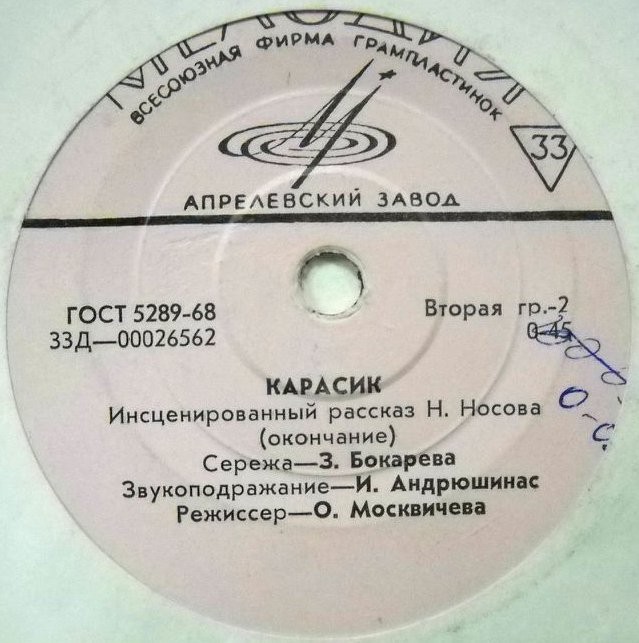 МЕЛОДИЯ
ВСЕСОЮЗНАЯ ФИРМА ГРАМПЛАСТИНОК
33
АПРЕЛЕВСКИЙ ЗАВОД
ГОСТ 5289-68
33Д—00026562
Вторая гр.-2
0-45
КАРАСИК
Инсценированный рассказ Н. Носова
(окончание)
Сережа—З. Бокарева
Звукоподражание—И. Андрюшинас
Режиссер—О. Москвичева